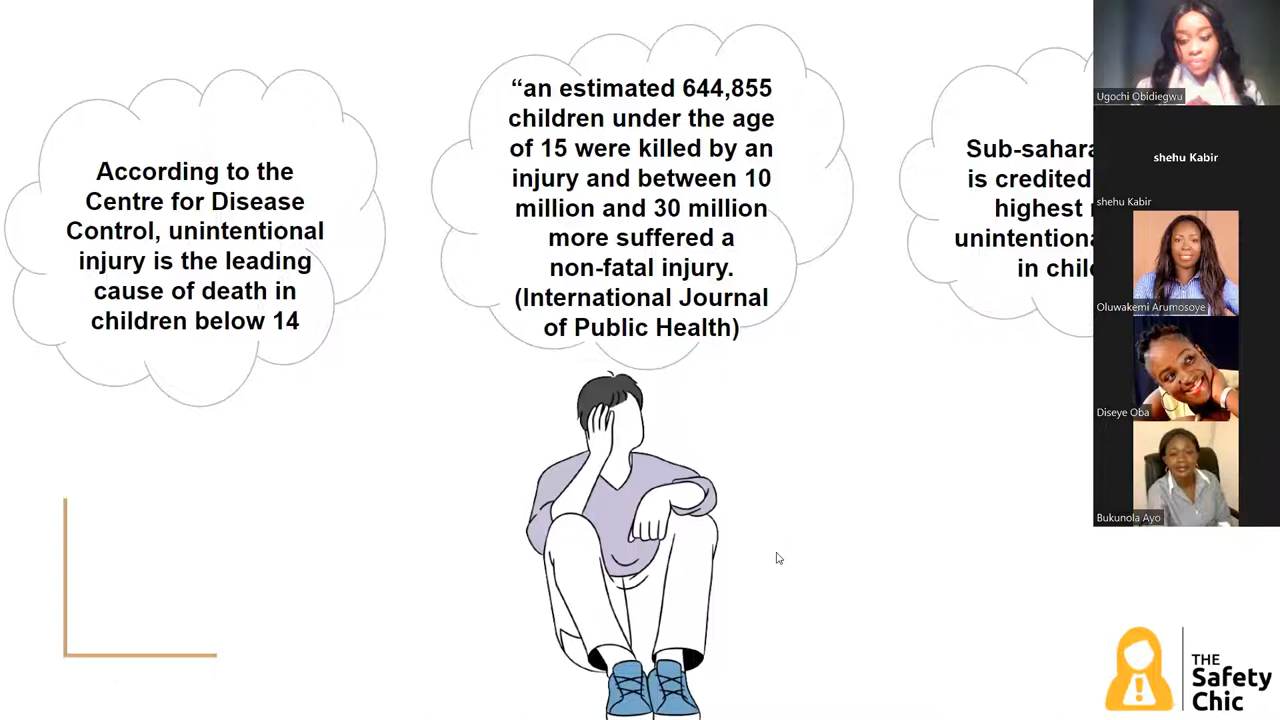 According to the
Centre for Disease
Control, unintentional
injury is the leading
cause of death in
children below 14
“an estimated 644,855
children under the age
of 15 were killed by an
injury and between 10
million and 30 million
more suffered a
non-fatal injury.
(International Journal
of Public Health)
is credited
highest
in
Ugochi Obidiegwu
shehu Kabir
shehu Kabir
Oluwakemi Arumosoye
Diseye Oba
Bukunola Ayo
THE
Safety
Chic